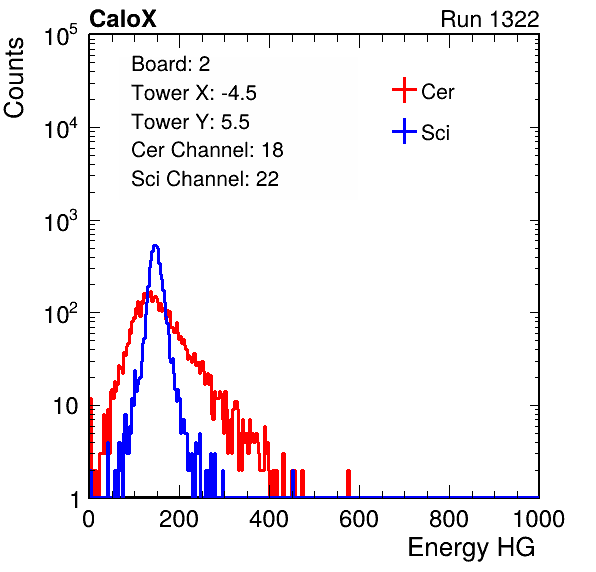 CaloX Run 1322
Counts
10^5
10^4
10^3
10^2
10
1
Board: 2
Tower X: -4.5
Tower Y: 5.5
Cer Channel: 18
Sci Channel: 22
Cer
Sci
0 200 400 600 800 1000
Energy HG